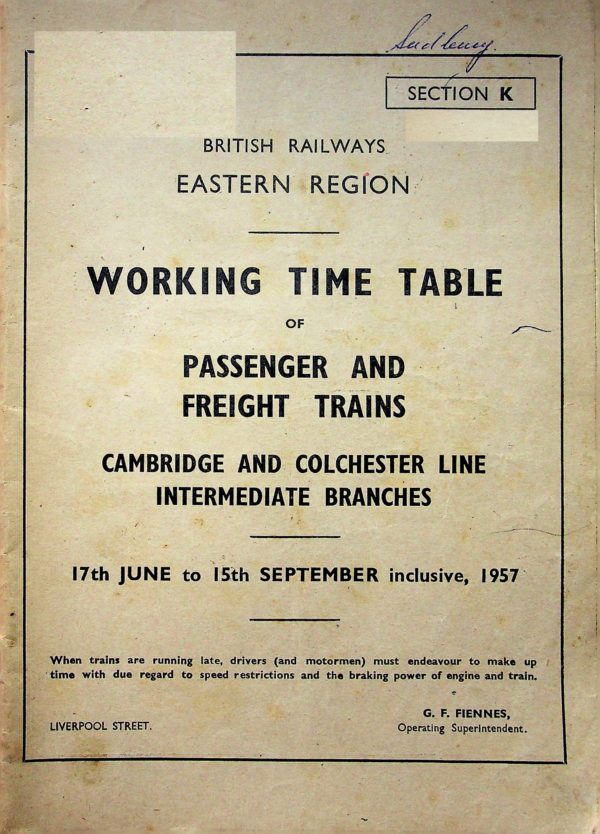 Sudbury.
SECTION K
BRITISH RAILWAYS
EASTERN REGION
WORKING TIME TABLE
OF
PASSENGER AND
FREIGHT TRAINS
CAMBRIDGE AND COLCHESTER LINE
INTERMEDIATE BRANCHES
17th JUNE to 15th SEPTEMBER inclusive, 1957
When trains are running late, drivers (and motormen) must endeavour to make up
time with due regard to speed restrictions and the braking power of engine and train.
G. F. FIENNES,
LIVERPOOL STREET. Operating Superintendent.